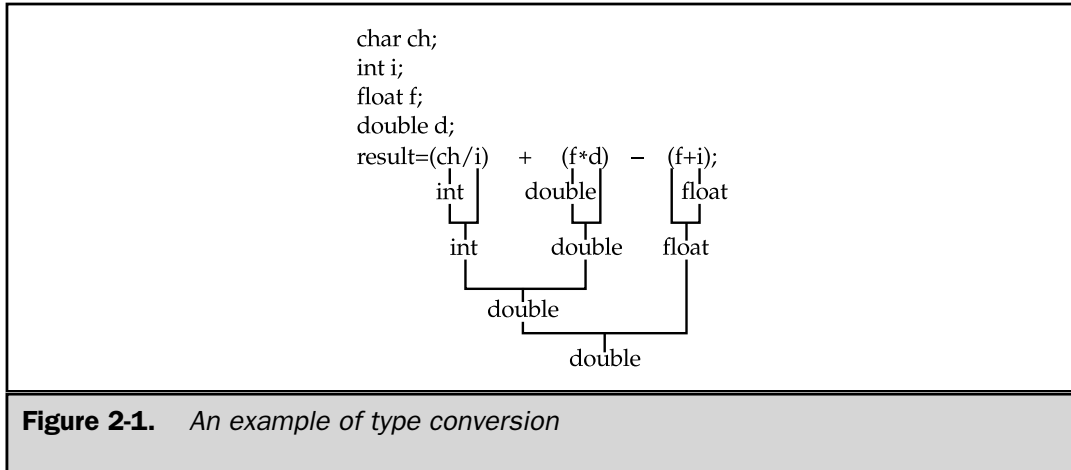 char ch;
int i;
float f;
double d;
result=(ch/i) + (f*d) − (f+i);
int double float
int double float
double
double
Figure 2-1. An example of type conversion